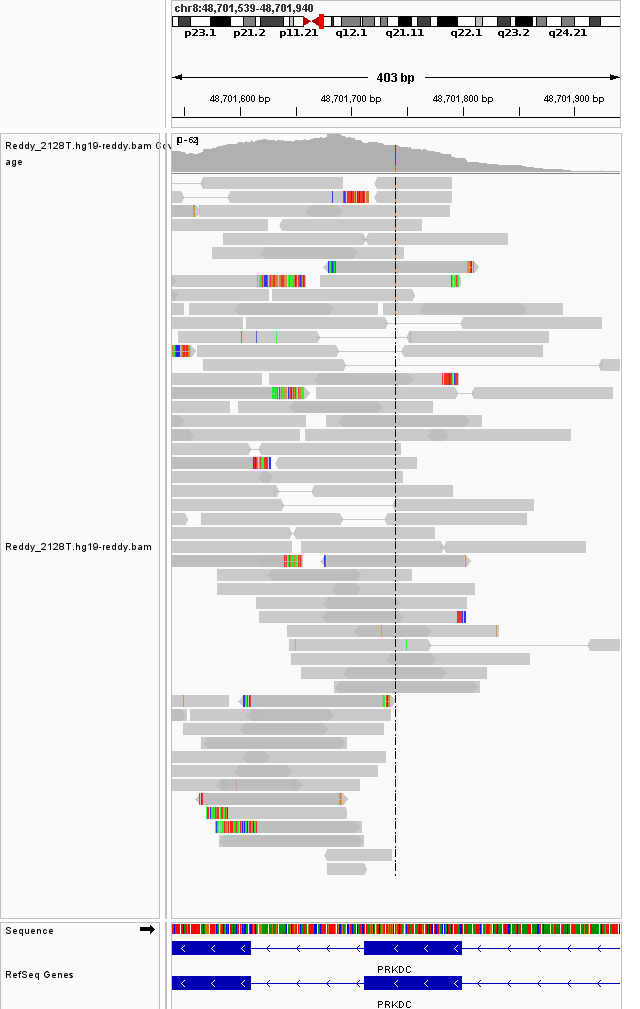 chr8:48,701,539-48,701,940
p23.1 p21.2 p11.21 q12.1 q21.11 q22.1 q23.2 q24.21
403 bp
48,701,600 bp 48,701,700 bp 48,701,800 bp 48,701,900 bp
Reddy_2128T.hg19-reddy.bam Cov
age
[0-62]
Reddy_2128T.hg19-reddy.bam
Sequence
PRKDC
RefSeq Genes
PRKDC